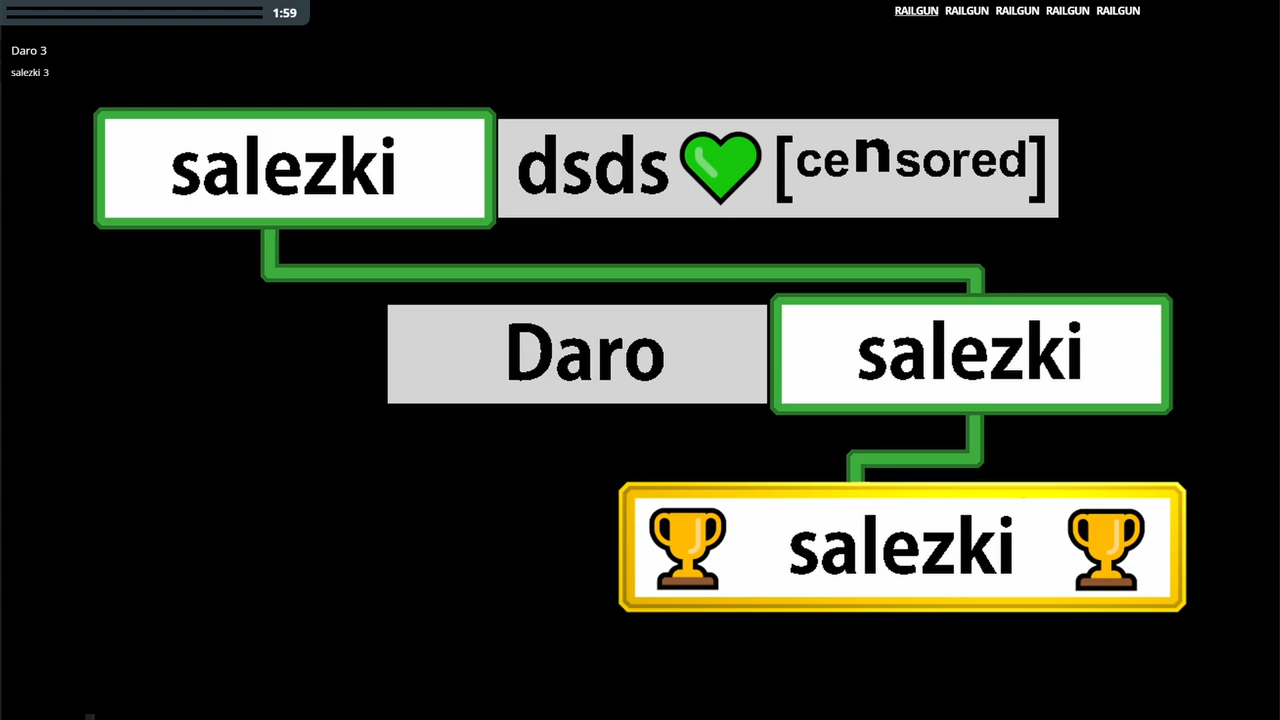 1:59
RAILGUN RAILGUN RAILGUN RAILGUN RAILGUN
Daro 3
salezki 3
salezki
dsds💚[censored]
Daro
salezki
salezki